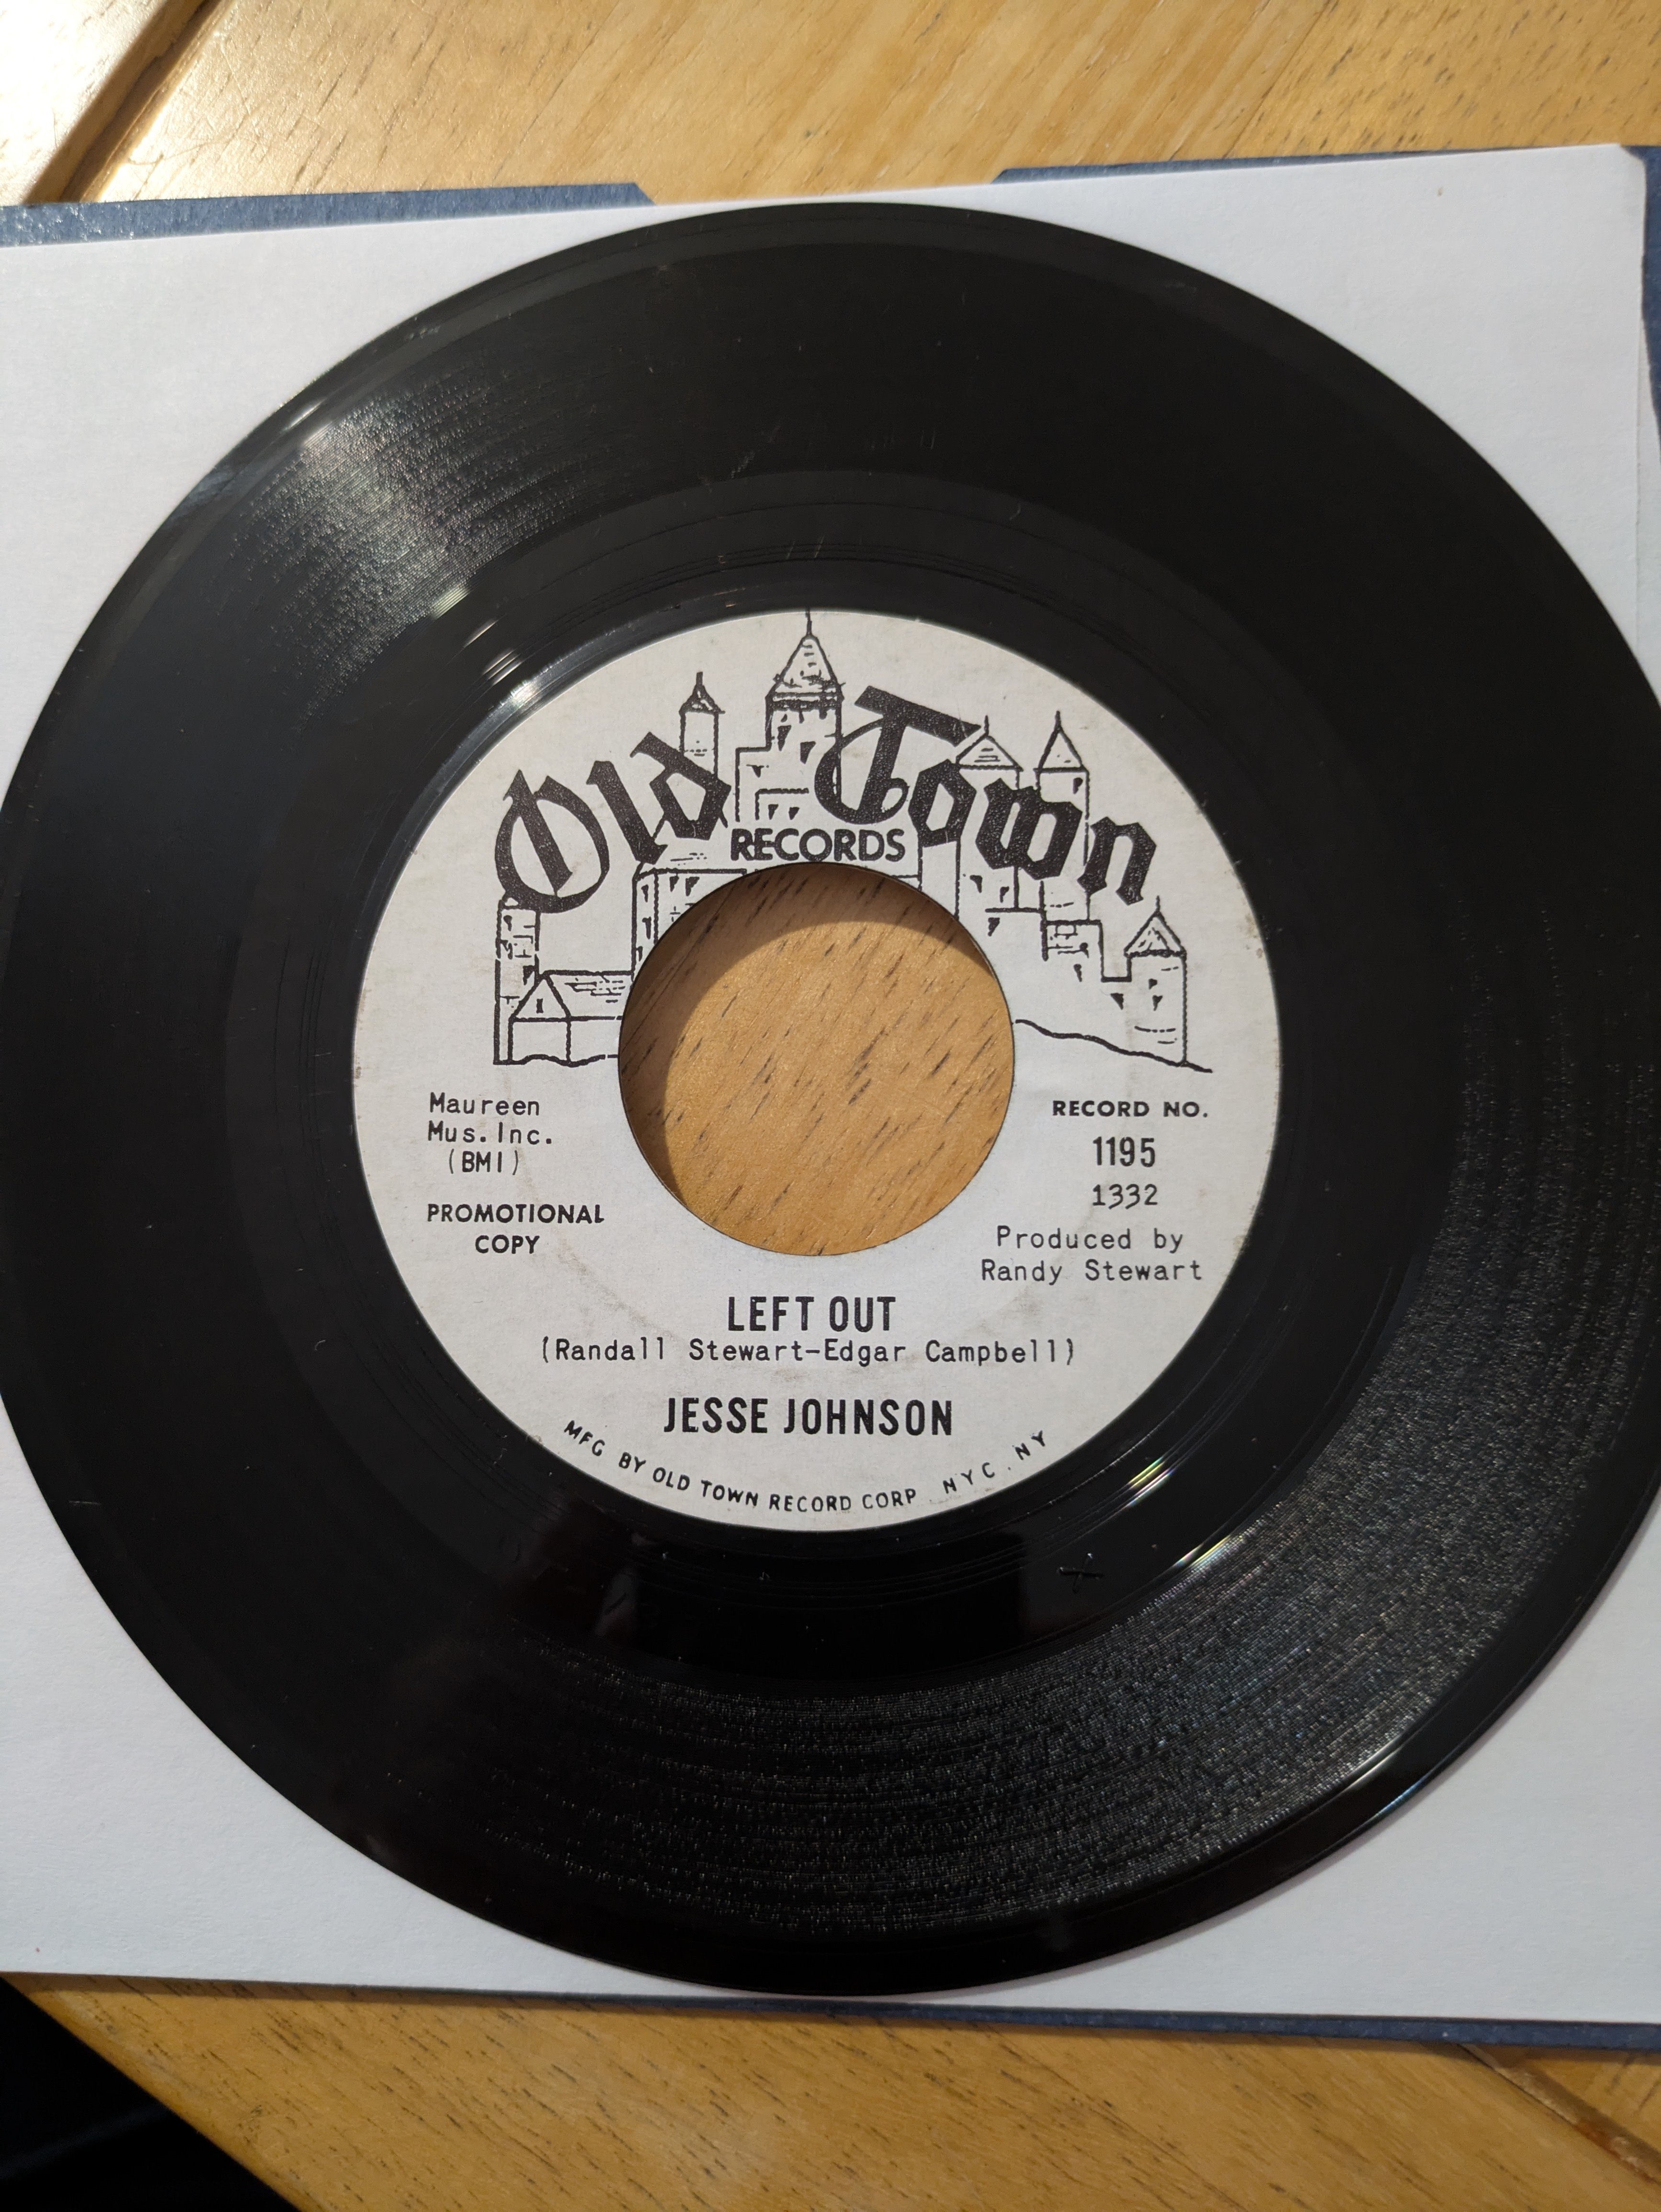 Old Town
RECORDS
Maureen
Mus. Inc.
(BMI)
PROMOTIONAL
COPY
RECORD NO.
1195
1332
Produced by
Randy Stewart
LEFT OUT
(Randall Stewart-Edgar Campbell)
JESSE JOHNSON
MFG BY OLD TOWN RECORD CORP NYC. NY